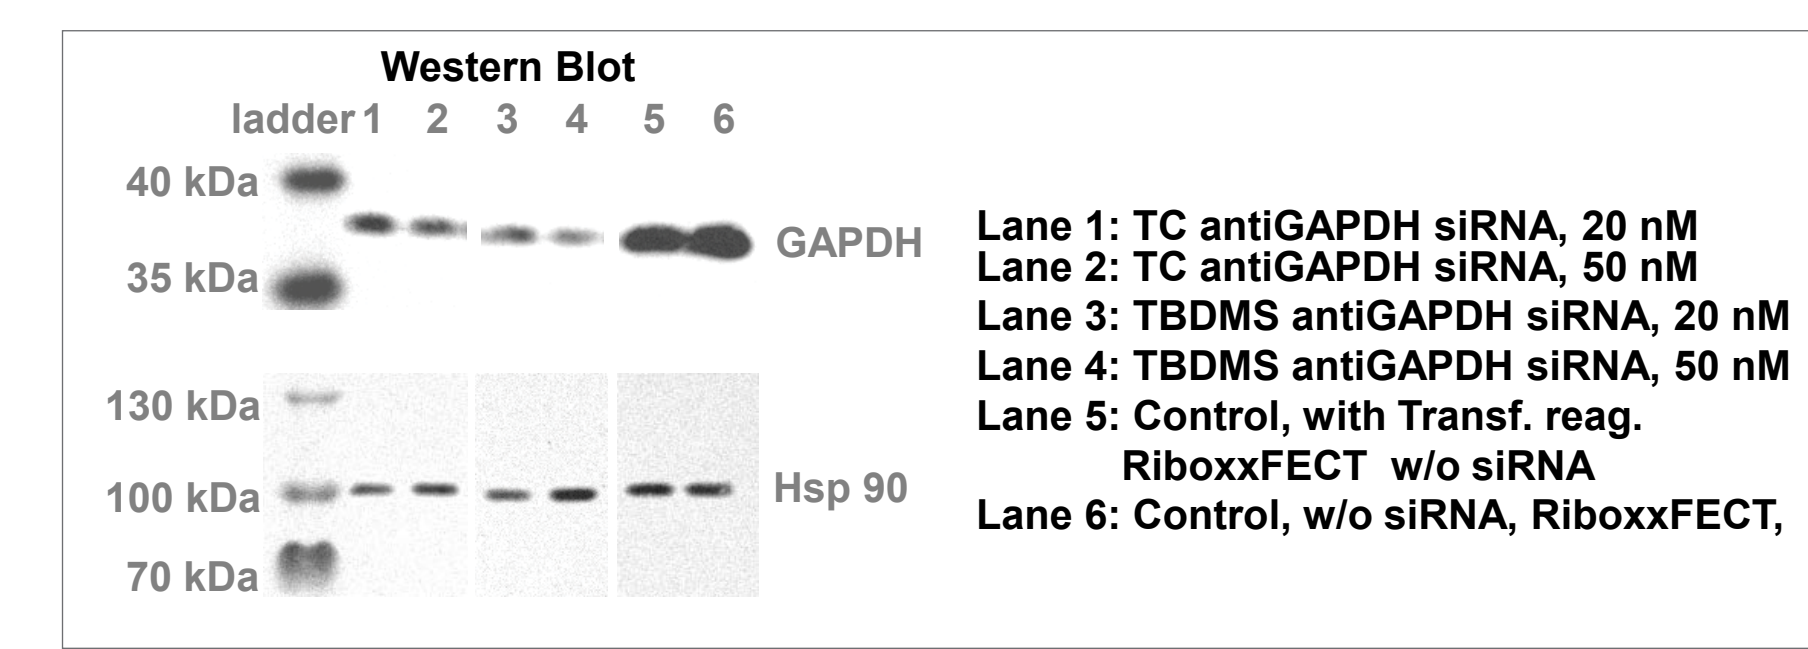 Western Blot
ladder 1 2 3 4 5 6
40 kDa
GAPDH
35 kDa
130 kDa
100 kDa
Hsp 90
70 kDa
Lane 1: TC antiGAPDH siRNA, 20 nM
Lane 2: TC antiGAPDH siRNA, 50 nM
Lane 3: TBDMS antiGAPDH siRNA, 20 nM
Lane 4: TBDMS antiGAPDH siRNA, 50 nM
Lane 5: Control, with Transf. reag.
RiboxxFECT w/o siRNA
Lane 6: Control, w/o siRNA, RiboxxFECT,